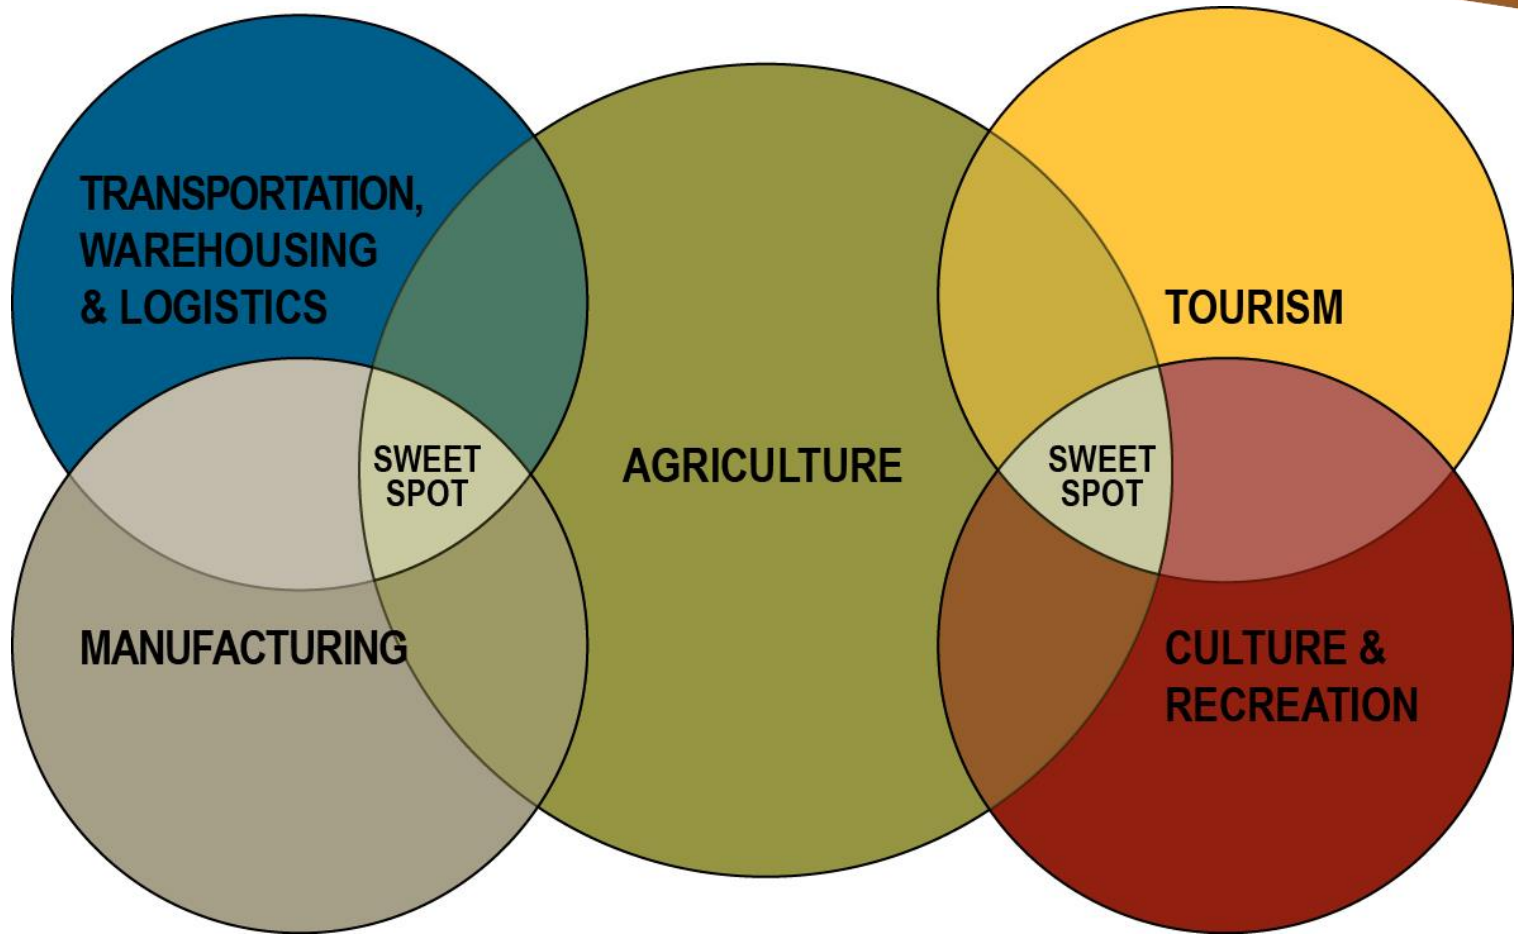 TRANSPORTATION,
WAREHOUSING
& LOGISTICS
MANUFACTURING
SWEET
SPOT
AGRICULTURE
SWEET
SPOT
TOURISM
CULTURE &
RECREATION